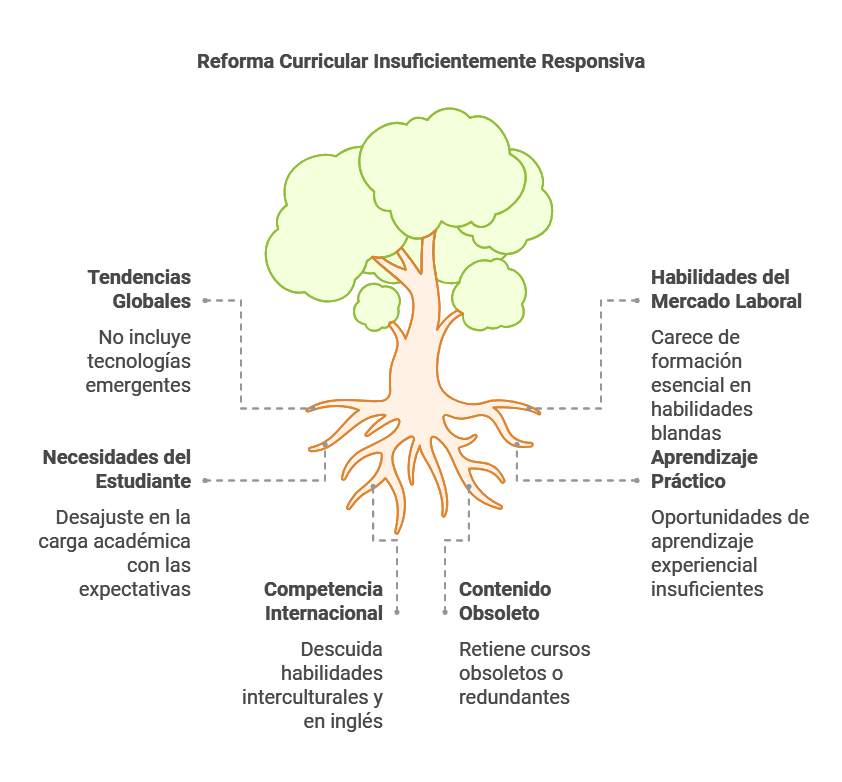 Reforma Curricular Insuficientemente Responsiva
Tendencias
Globales
No incluye
tecnologías
emergentes
Habilidades del
Mercado Laboral
Carece de
formación
esencial en
habilidades
blandas
Necesidades del
Estudiante
Desajuste en la
carga académica
con las
expectativas
Aprendizaje
Práctico
Oportunidades de
aprendizaje
experiencial
insuficientes
Competencia
Internacional
Descuida
habilidades
interculturales y
en inglés
Contenido
Obsoleto
Retiene cursos
obsoletos o
redundantes